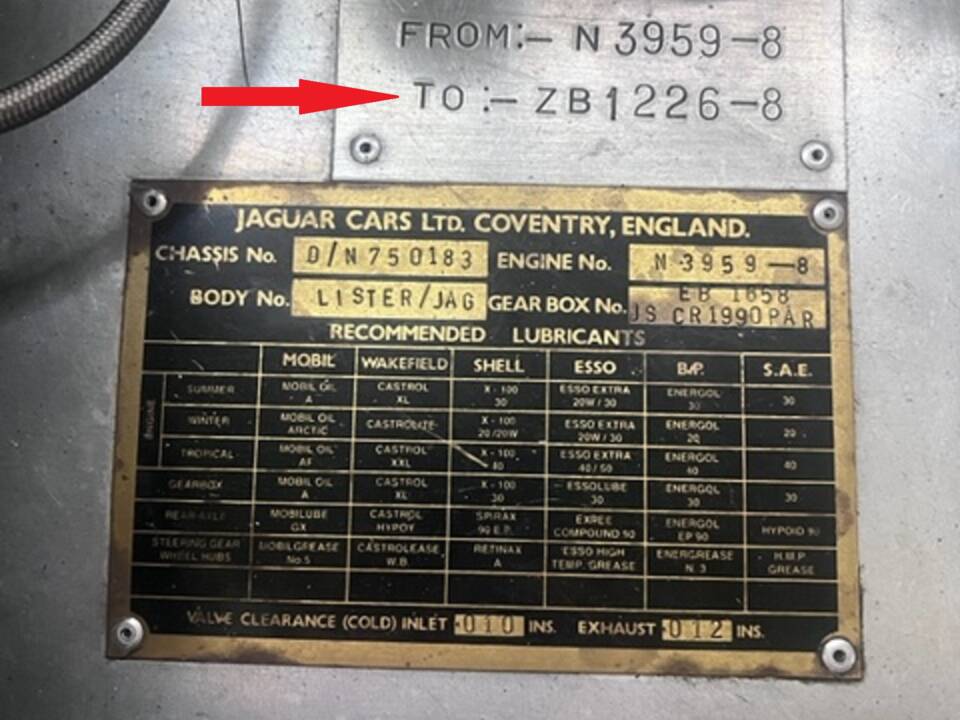 FROM:- N3959-8
TO:- ZB1226-8
JAGUAR CARS LTD. COVENTRY, ENGLAND.
CHASSIS No. D/N750183 ENGINE No. N3959-8
BODY No. LISTER/JAG GEAR BOX No. EB 1658
JS CR1990PAR
RECOMMENDED LUBRICANTS
MOBIL WAKEFIELD SHELL ESSO B.P. S.A.E.
ENGINE
SUMMER MOBIL OIL A CASTROL XL X-100 30 ESSO EXTRA 20W/30 ENERGOL 30 30
WINTER MOBIL OIL ARCTIC CASTROLITE X-100 20/20W ESSO EXTRA 20W/30 ENERGOL 20 20
TROPICAL MOBIL OIL AF CASTROL XXL X-100 40 ESSO EXTRA 40/50 ENERGOL 40 40
GEARBOX MOBIL OIL A CASTROL XL X-100 30 ESSOLUBE 30 ENERGOL 30 30
REAR-AXLE MOBILUBE GX CASTROL HYPOY SPIRAX 90 E.P. COMPOUND 90 ENERGOL EP 90 HYPOID 90
STEERING GEAR WHEEL HUBS MOBILGREASE No.5 CASTROLEASE W.B. RETINAX A ESSO HIGH TEMP. GREASE ENERGREASE N.3 H.M.P. GREASE
VALVE CLEARANCE (COLD) INLET .010 INS. EXHAUST .012 INS.